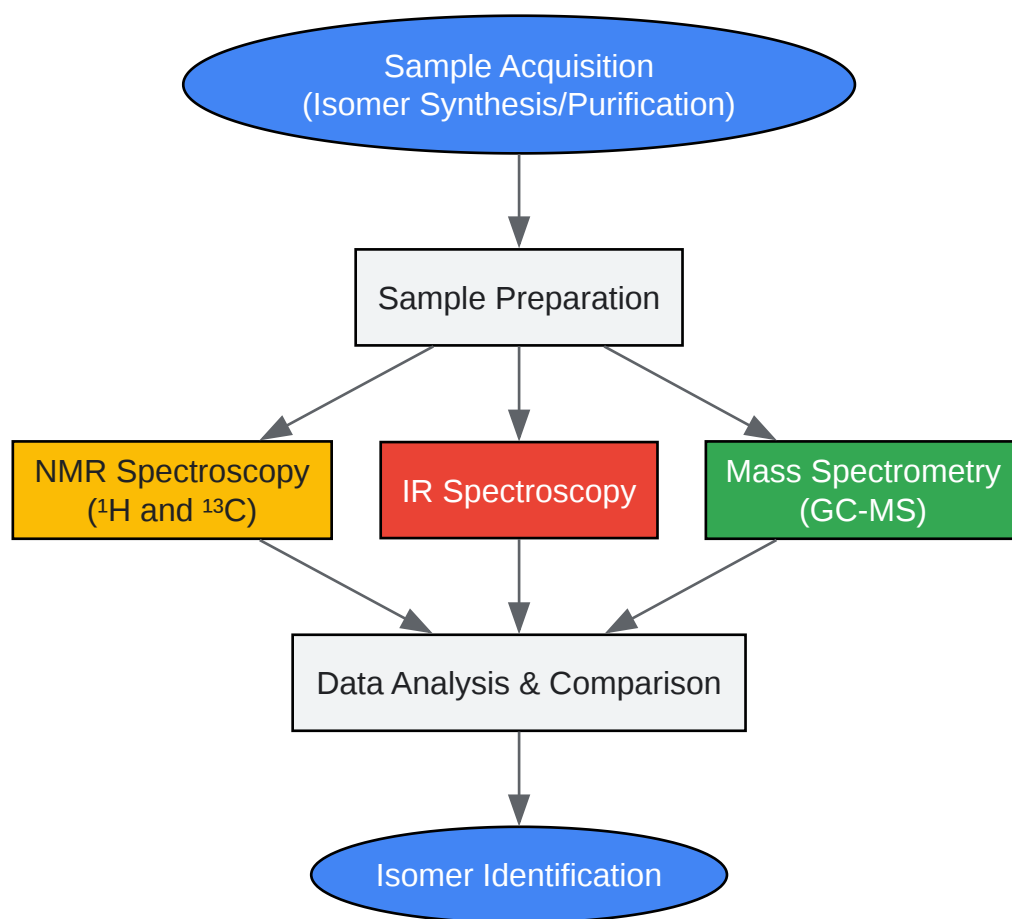 Sample Acquisition
(Isomer Synthesis/Purification)
Sample Preparation
NMR Spectroscopy
(¹H and ¹³C)
IR Spectroscopy
Mass Spectrometry
(GC-MS)
Data Analysis & Comparison
Isomer Identification